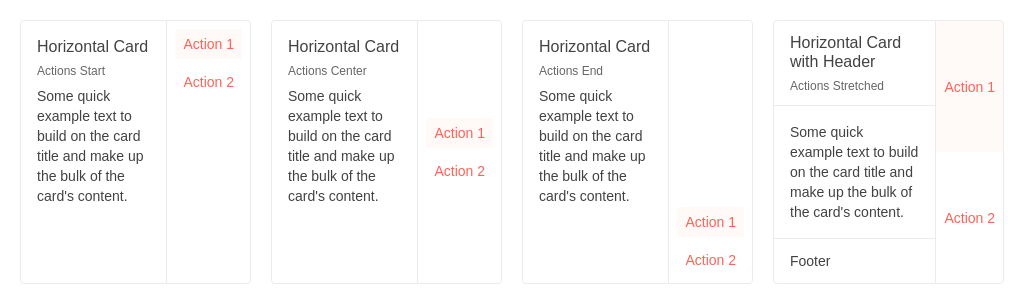 Horizontal Card
Actions Start
Some quick
example text to
build on the card
title and make up
the bulk of the
card's content.
Action 1
Action 2
Horizontal Card
Actions Center
Some quick
example text to
build on the card
title and make up
the bulk of the
card's content.
Action 1
Action 2
Horizontal Card
Actions End
Some quick
example text to
build on the card
title and make up
the bulk of the
card's content.
Action 1
Action 2
Horizontal Card
with Header
Actions Stretched
Some quick
example text to build
on the card title and
make up the bulk of
the card's content.
Footer
Action 1
Action 2